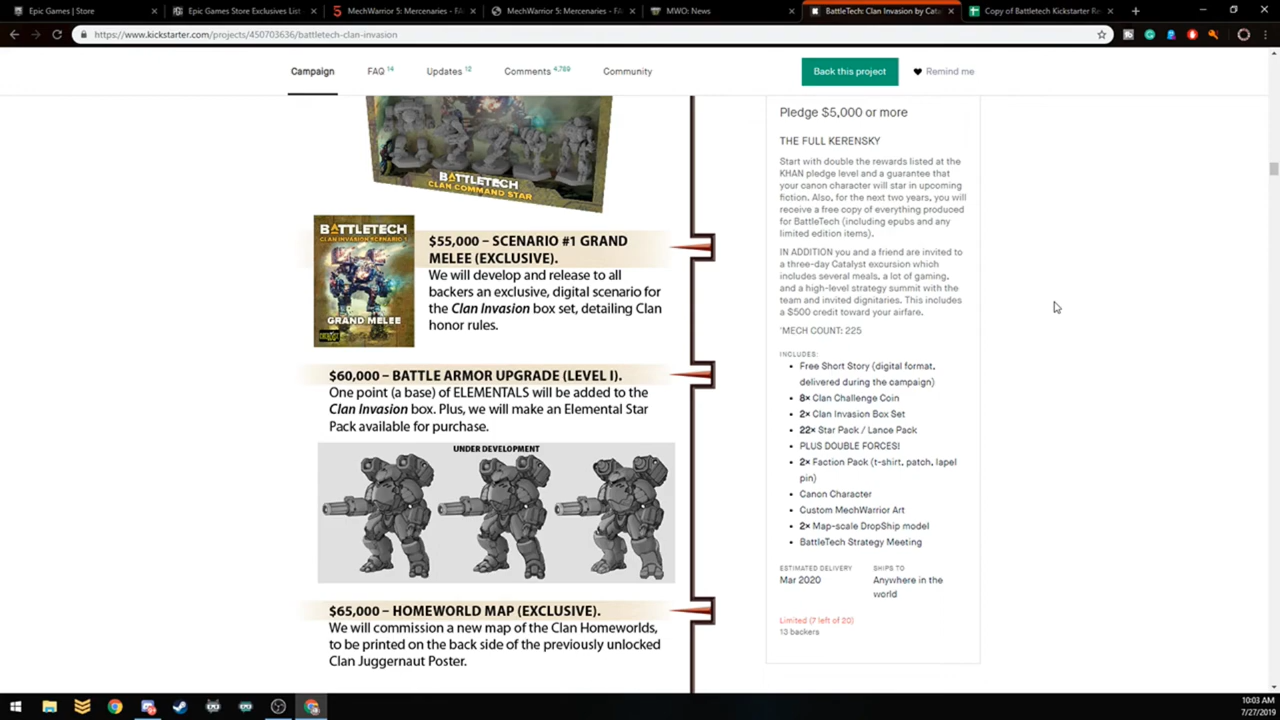 Epic Games | Store
Epic Games Store Exclusives List
MechWarrior 5: Mercenaries - FA
MechWarrior 5: Mercenaries - FA
MWO: News
BattleTech: Clan Invasion by Cata
Copy of Battletech Kickstarter Re
https://www.kickstarter.com/projects/450703636/battletech-clan-invasion
Campaign
FAQ 14
Updates 12
Comments 4,789
Community
Back this project
Remind me
BATTLETECH
CLAN COMMAND STAR
BATTLETECH
CLAN INVASION SCENARIO 1
GRAND MELEE
$55,000 – SCENARIO #1 GRAND
MELEE (EXCLUSIVE).
We will develop and release to all
backers an exclusive, digital scenario for
the Clan Invasion box set, detailing Clan
honor rules.
$60,000 – BATTLE ARMOR UPGRADE (LEVEL I).
One point (a base) of ELEMENTALS will be added to the
Clan Invasion box. Plus, we will make an Elemental Star
Pack available for purchase.
UNDER DEVELOPMENT
$65,000 – HOMEWORLD MAP (EXCLUSIVE).
We will commission a new map of the Clan Homeworlds,
to be printed on the back side of the previously unlocked
Clan Juggernaut Poster.
Pledge $5,000 or more
THE FULL KERENSKY
Start with double the rewards listed at the
KHAN pledge level and a guarantee that
your canon character will star in upcoming
fiction. Also, for the next two years, you will
receive a free copy of everything produced
for BattleTech (including epubs and any
limited edition items).
IN ADDITION you and a friend are invited to
a three-day Catalyst excursion which
includes several meals, a lot of gaming,
and a high-level strategy summit with the
team and invited dignitaries. This includes
a $500 credit toward your airfare.
'MECH COUNT: 225
INCLUDES:
• Free Short Story (digital format,
delivered during the campaign)
• 8× Clan Challenge Coin
• 2× Clan Invasion Box Set
• 22× Star Pack / Lance Pack
• PLUS DOUBLE FORCES!
• 2× Faction Pack (t-shirt, patch, lapel
pin)
• Canon Character
• Custom MechWarrior Art
• 2× Map-scale DropShip model
• BattleTech Strategy Meeting
ESTIMATED DELIVERY
Mar 2020
SHIPS TO
Anywhere in the
world
Limited (7 left of 20)
13 backers
10:03 AM
7/27/2019